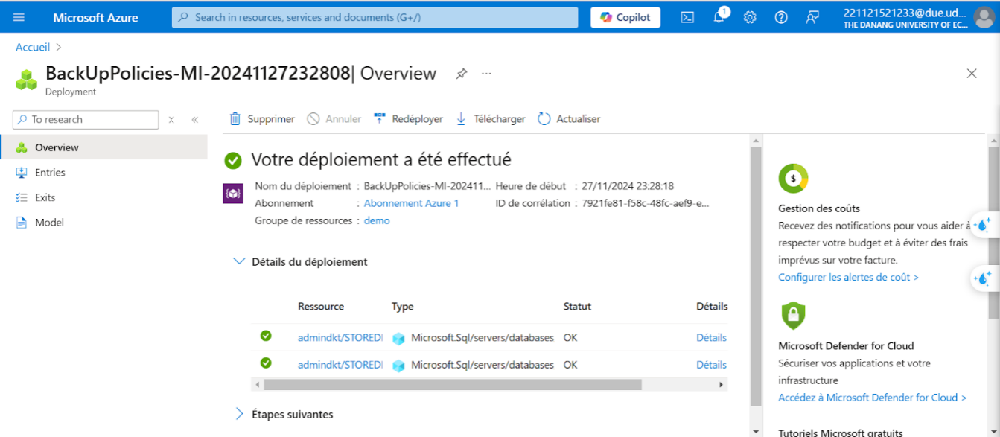 Microsoft Azure
Search in resources, services and documents (G+/)
Copilot
1
221121521233@due.ud...
THE DANANG UNIVERSITY OF EC...
Accueil >
BackUpPolicies-MI-20241127232808| Overview
Deployment
To research
Supprimer Annuler Redéployer Télécharger Actualiser
Overview
Entries
Exits
Model
Votre déploiement a été effectué
Nom du déploiement : BackUpPolicies-MI-202411... Heure de début : 27/11/2024 23:28:18
Abonnement : Abonnement Azure 1 ID de corrélation : 7921fe81-f58c-48fc-aef9-e...
Groupe de ressources : demo
Détails du déploiement
Ressource Type Statut Détails
admindkt/STORED Microsoft.Sql/servers/databases OK Détails
admindkt/STORED Microsoft.Sql/servers/databases OK Détails
Étapes suivantes
$
Gestion des coûts
Recevez des notifications pour vous aider à
respecter votre budget et à éviter des frais
imprévus sur votre facture.
Configurer les alertes de coût >
Microsoft Defender for Cloud
Sécuriser vos applications et votre
infrastructure
Accédez à Microsoft Defender for Cloud >
Tutoriels Microsoft gratuits